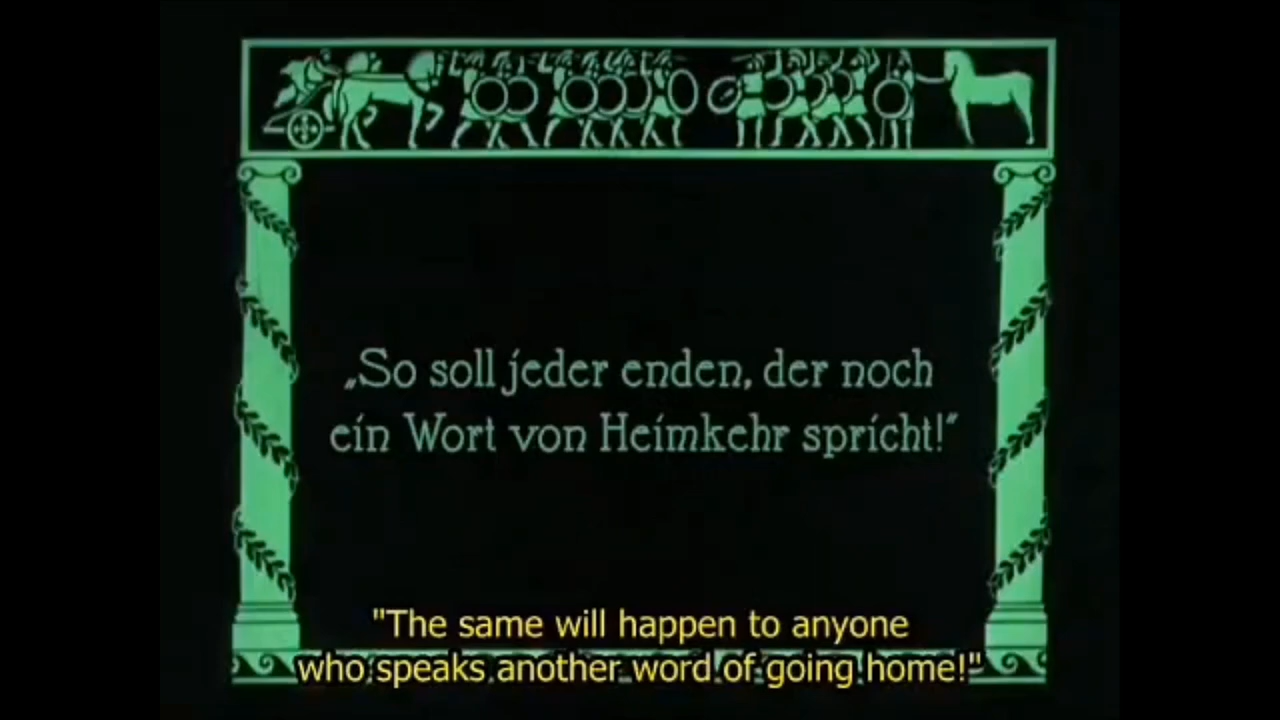 „So soll jeder enden, der noch
ein Wort von Heimkehr spricht!"
"The same will happen to anyone
who speaks another word of going home!"